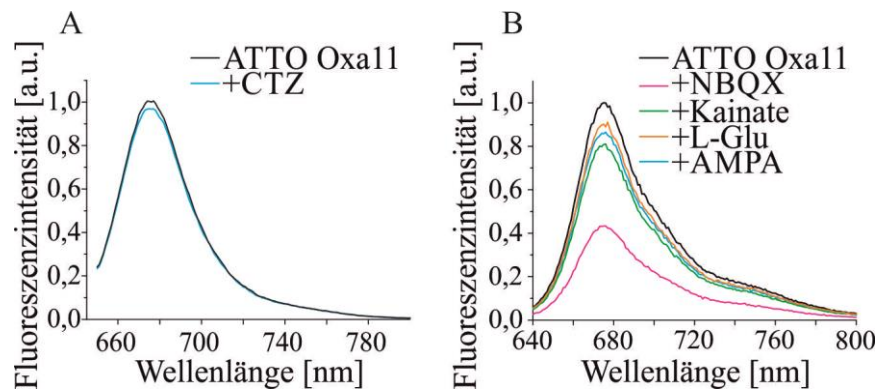 A
ATTO Oxa11
+CTZ
Fluoreszenzintensität [a.u.]
1,0
0,8
0,6
0,4
0,2
0,0
660 700 740 780
Wellenlänge [nm]
B
ATTO Oxa11
+NBQX
+Kainate
+L-Glu
+AMPA
Fluoreszenzintensität [a.u.]
1,0
0,8
0,6
0,4
0,2
0,0
640 680 720 760 800
Wellenlänge [nm]